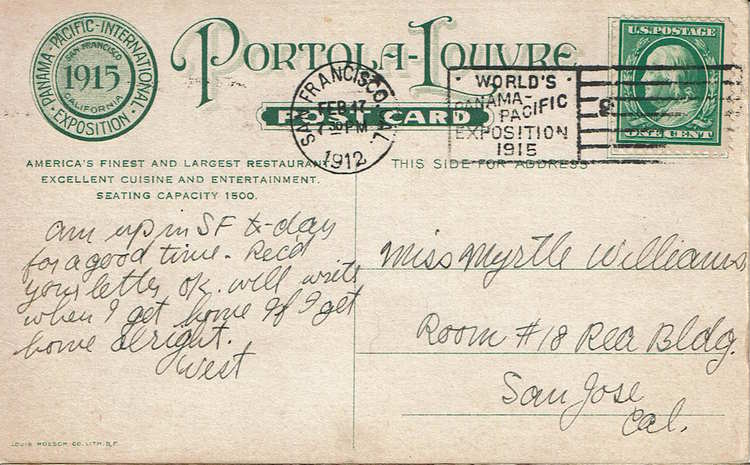 PANAMA-PACIFIC-INTERNATIONAL EXPOSITION
SAN FRANCISCO
1915
CALIFORNIA
PORTOLA-LOUVRE
POST CARD
AMERICA'S FINEST AND LARGEST RESTAURANT
EXCELLENT CUISINE AND ENTERTAINMENT.
SEATING CAPACITY 1500.
SAN FRANCISCO, CAL.
FEB 17
7-30 PM
1912
WORLD'S
PANAMA-
PACIFIC
EXPOSITION
1915
U.S. POSTAGE
ONE CENT
THIS SIDE FOR ADDRESS
am up in SF to-day
for a good time. Recd
your letter ok. will write
when I get home If I get
home alright.
West
Miss Myrtle Williams
Room #18 Rea Bldg.
San Jose
Cal.
LOUIS ROESCH CO. LITH. S.F.